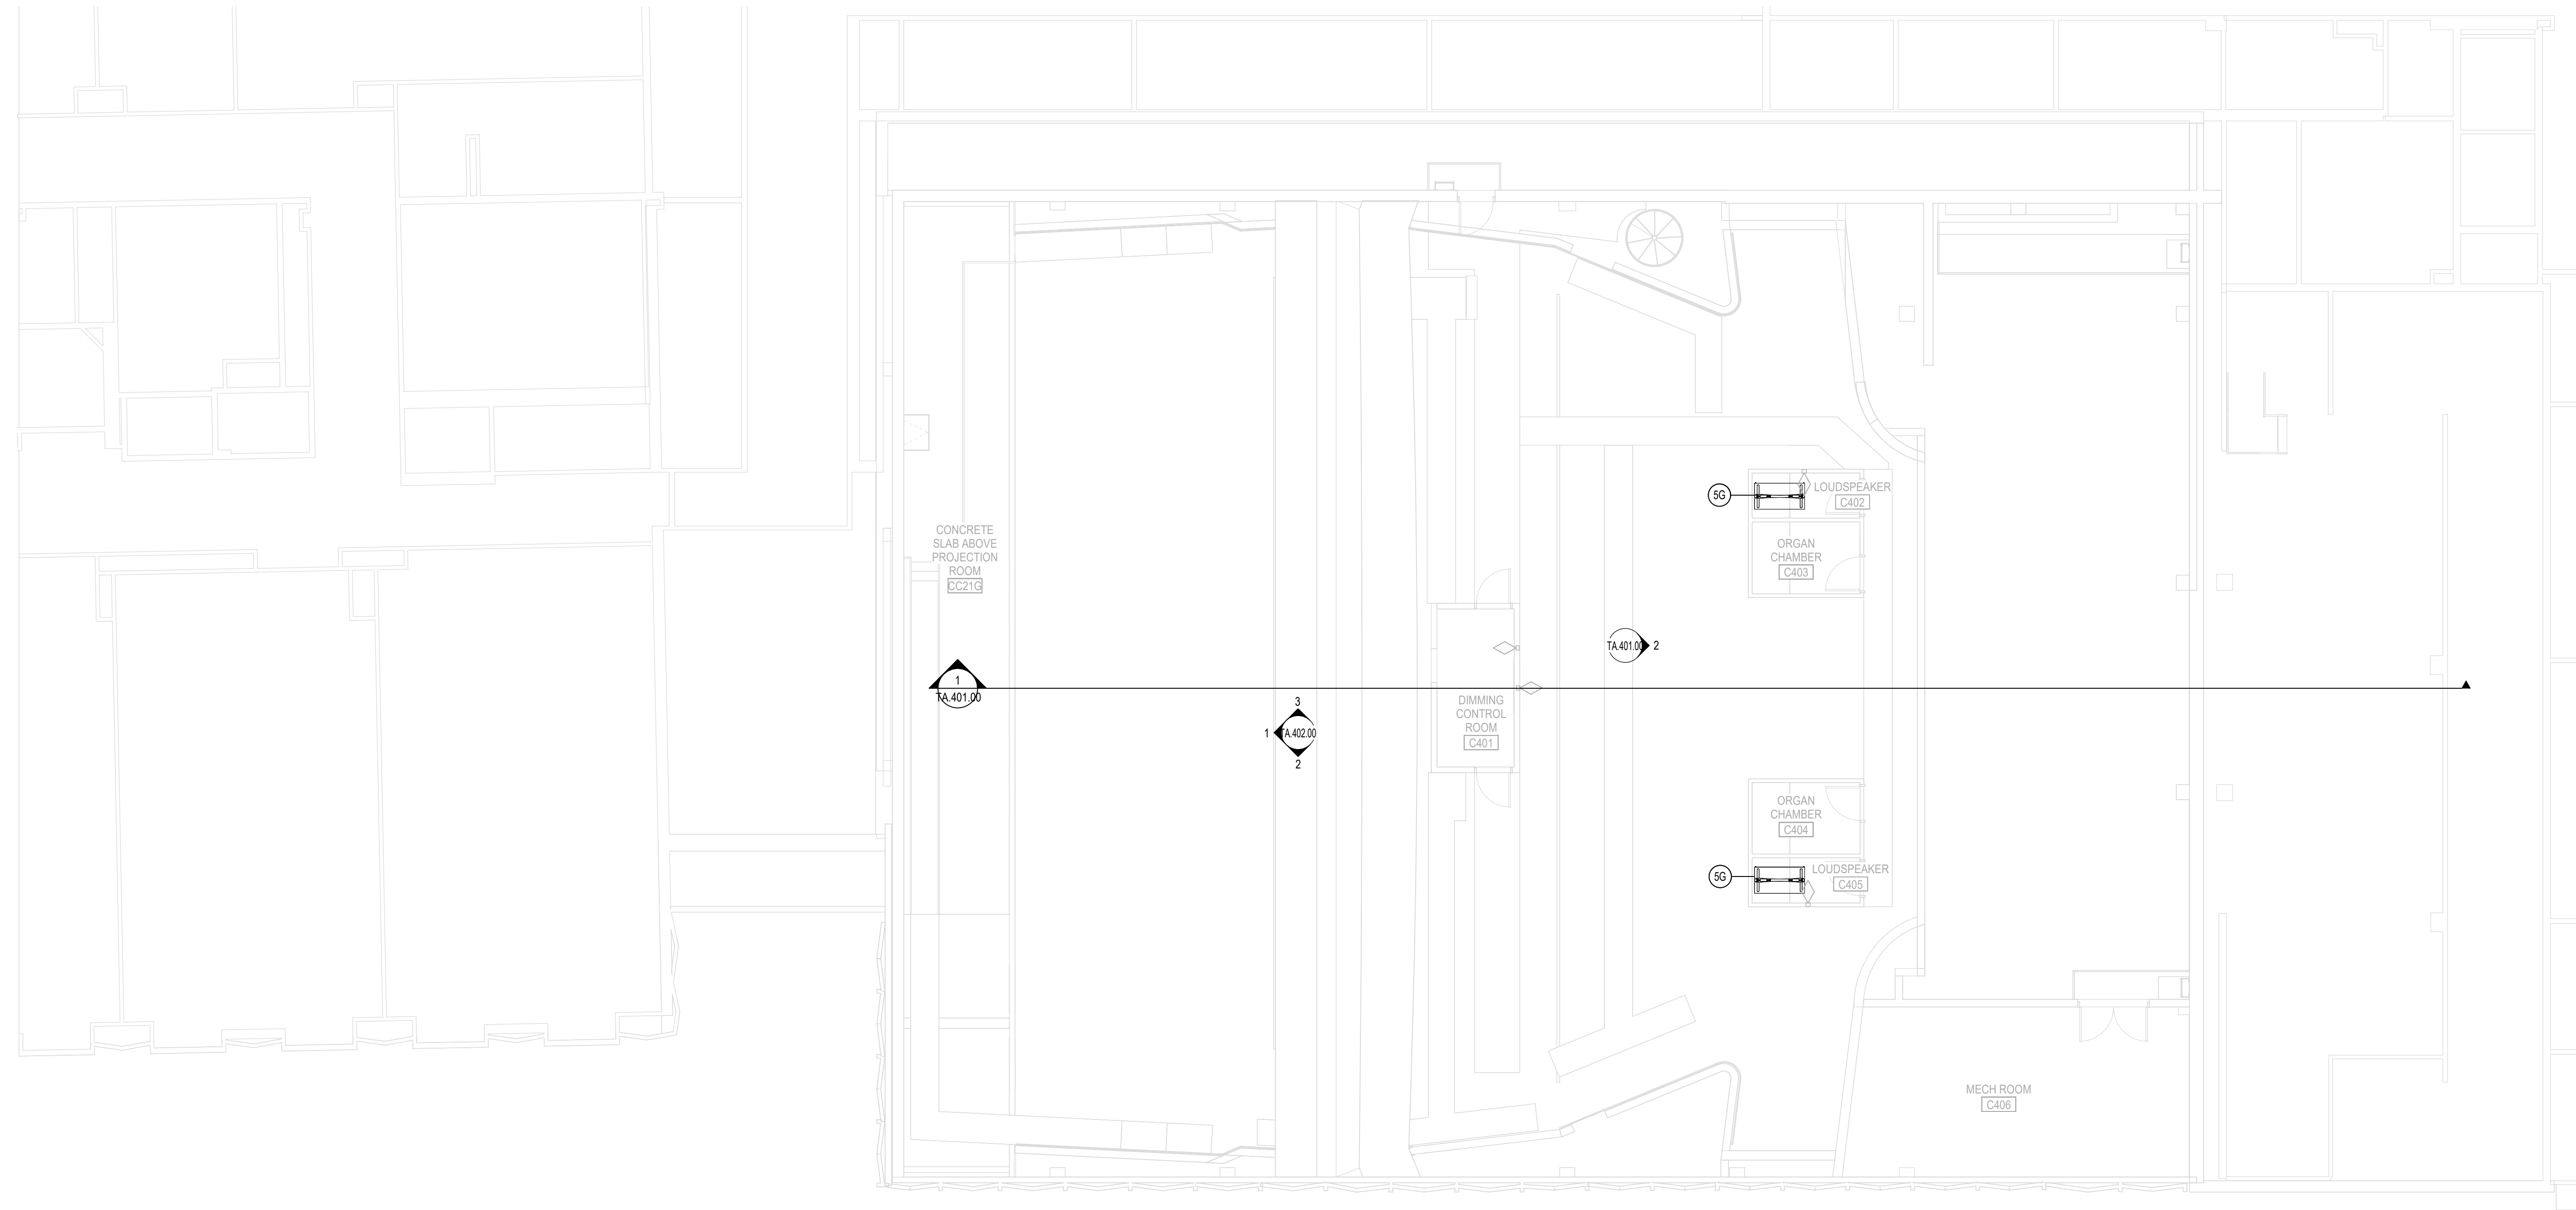 5G
LOUDSPEAKER
C402
CONCRETE
SLAB ABOVE
PROJECTION
ROOM
CC21G
ORGAN
CHAMBER
C403
TA.401.00
2
1
TA.401.00
3
1
TA.402.00
2
DIMMING
CONTROL
ROOM
C401
ORGAN
CHAMBER
C404
5G
LOUDSPEAKER
C405
MECH ROOM
C406